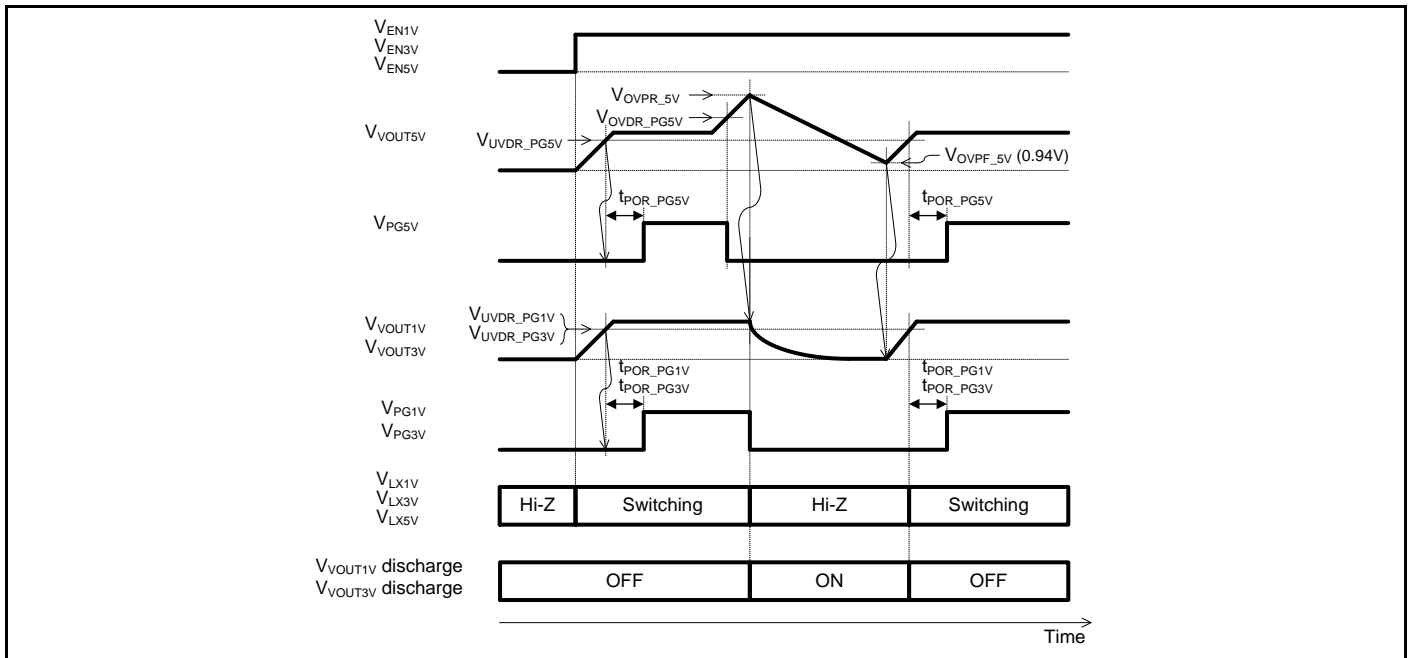 VEN1V
VEN3V
VEN5V
VOVPR_5V
VOVDR_PG5V
VVOUT5V
VUVDR_PG5V
VOVPF_5V (0.94V)
tPOR_PG5V
tPOR_PG5V
VPG5V
VUVDR_PG1V
VUVDR_PG3V
VVOUT1V
VVOUT3V
tPOR_PG1V
tPOR_PG3V
tPOR_PG1V
tPOR_PG3V
VPG1V
VPG3V
VLX1V
VLX3V
VLX5V
Hi-Z
Switching
Hi-Z
Switching
VVOUT1V discharge
VVOUT3V discharge
OFF
ON
OFF
Time